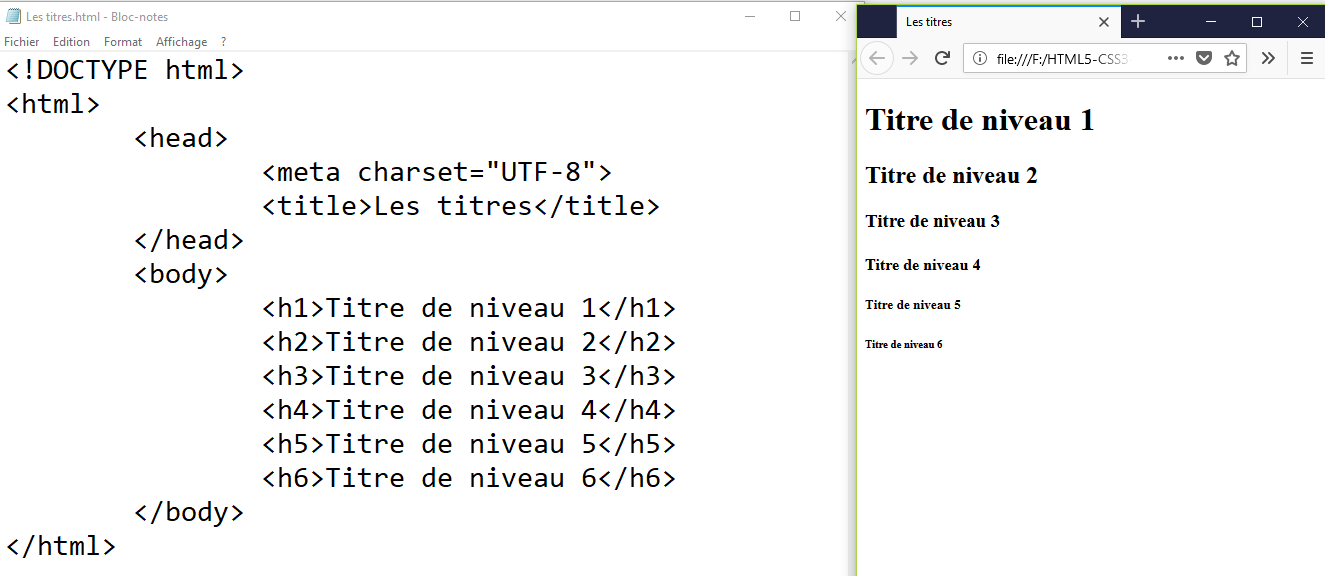 Les titres.html - Bloc-notes
Fichier Edition Format Affichage ?
<!DOCTYPE html>
<html>
<head>
<meta charset="UTF-8">
<title>Les titres</title>
</head>
<body>
<h1>Titre de niveau 1</h1>
<h2>Titre de niveau 2</h2>
<h3>Titre de niveau 3</h3>
<h4>Titre de niveau 4</h4>
<h5>Titre de niveau 5</h5>
<h6>Titre de niveau 6</h6>
</body>
</html>
Les titres
file:///F:/HTML5-CSS3
Titre de niveau 1
Titre de niveau 2
Titre de niveau 3
Titre de niveau 4
Titre de niveau 5
Titre de niveau 6